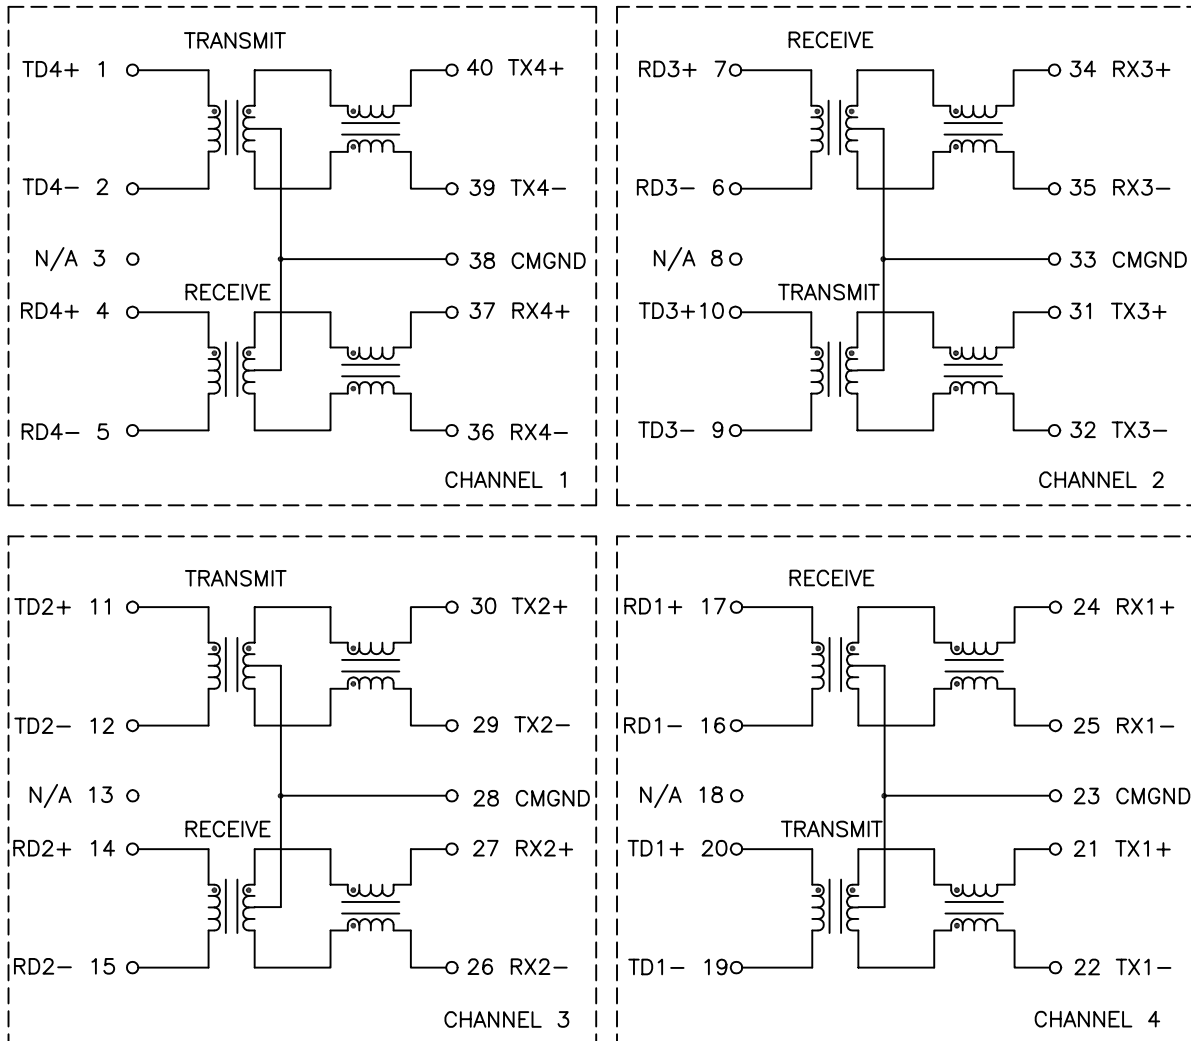 TRANSMIT
TD4+ 1
40 TX4+
TD4- 2
39 TX4-
N/A 3
38 CMGND
RECEIVE
RD4+ 4
37 RX4+
RD4- 5
36 RX4-
CHANNEL 1
RECEIVE
RD3+ 7
34 RX3+
RD3- 6
35 RX3-
N/A 8
33 CMGND
TRANSMIT
TD3+ 10
31 TX3+
TD3- 9
32 TX3-
CHANNEL 2
TRANSMIT
TD2+ 11
30 TX2+
TD2- 12
29 TX2-
N/A 13
28 CMGND
RECEIVE
RD2+ 14
27 RX2+
RD2- 15
26 RX2-
CHANNEL 3
RECEIVE
RD1+ 17
24 RX1+
RD1- 16
25 RX1-
N/A 18
23 CMGND
TRANSMIT
TD1+ 20
21 TX1+
TD1- 19
22 TX1-
CHANNEL 4